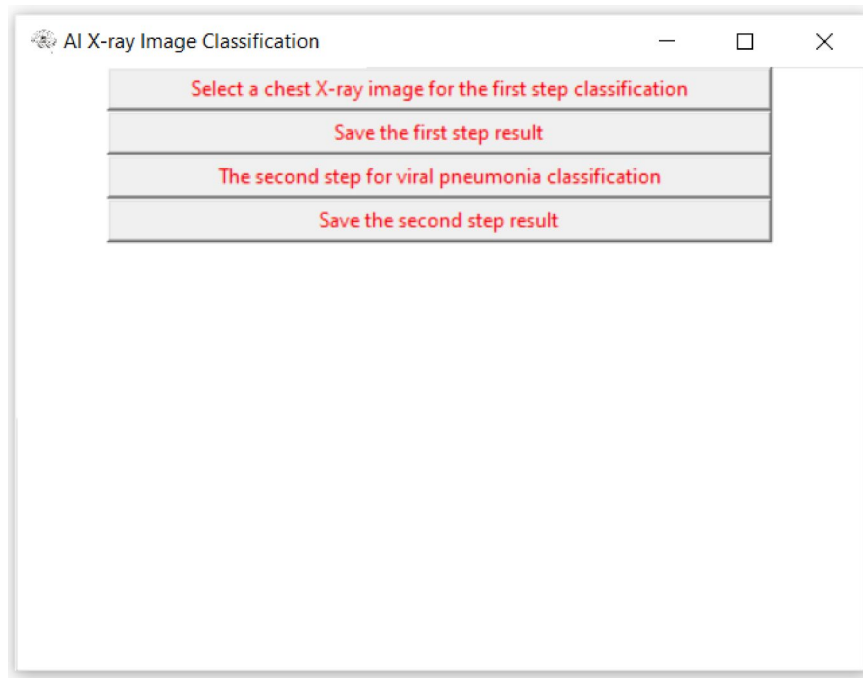 AI X-ray Image Classification
Select a chest X-ray image for the first step classification
Save the first step result
The second step for viral pneumonia classification
Save the second step result